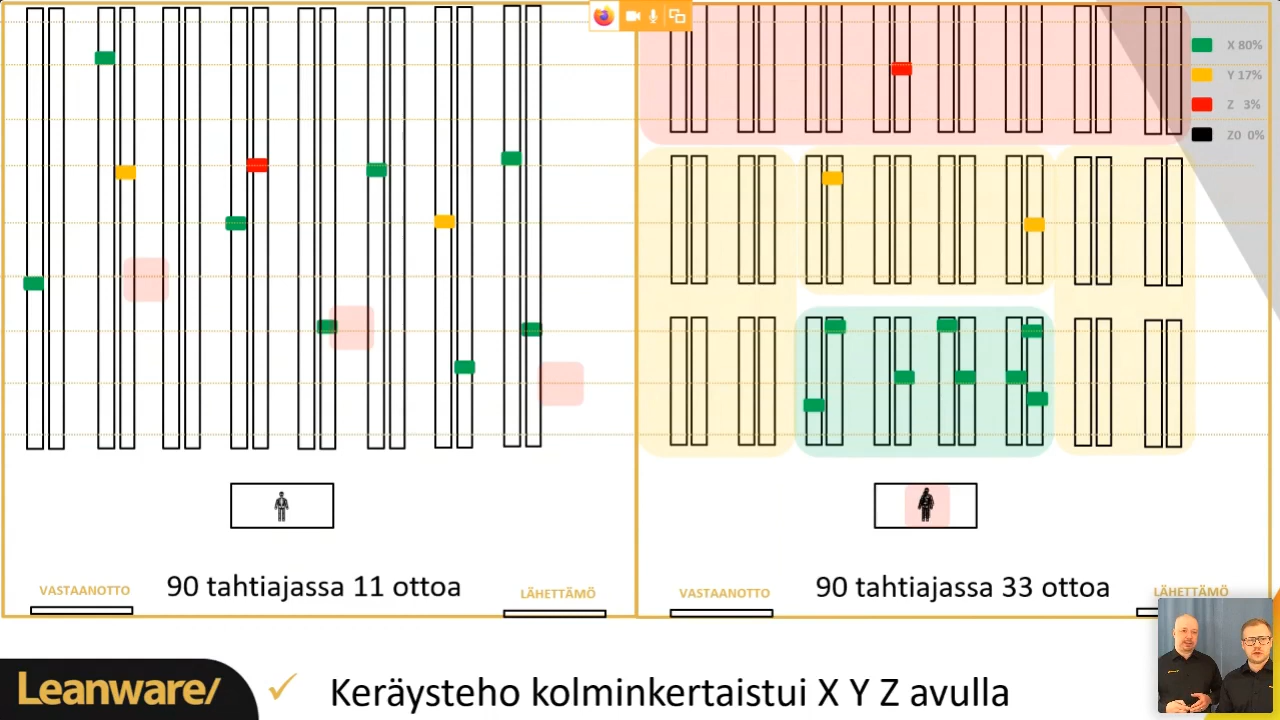 X 80%
Y 17%
Z 3%
Z0 0%
VASTAANOTTO
90 tahtiajassa 11 ottoa
LÄHETTÄMÖ
VASTAANOTTO
90 tahtiajassa 33 ottoa
LÄHETTÄMÖ
Leanware/
Keräysteho kolminkertaistui X Y Z avulla